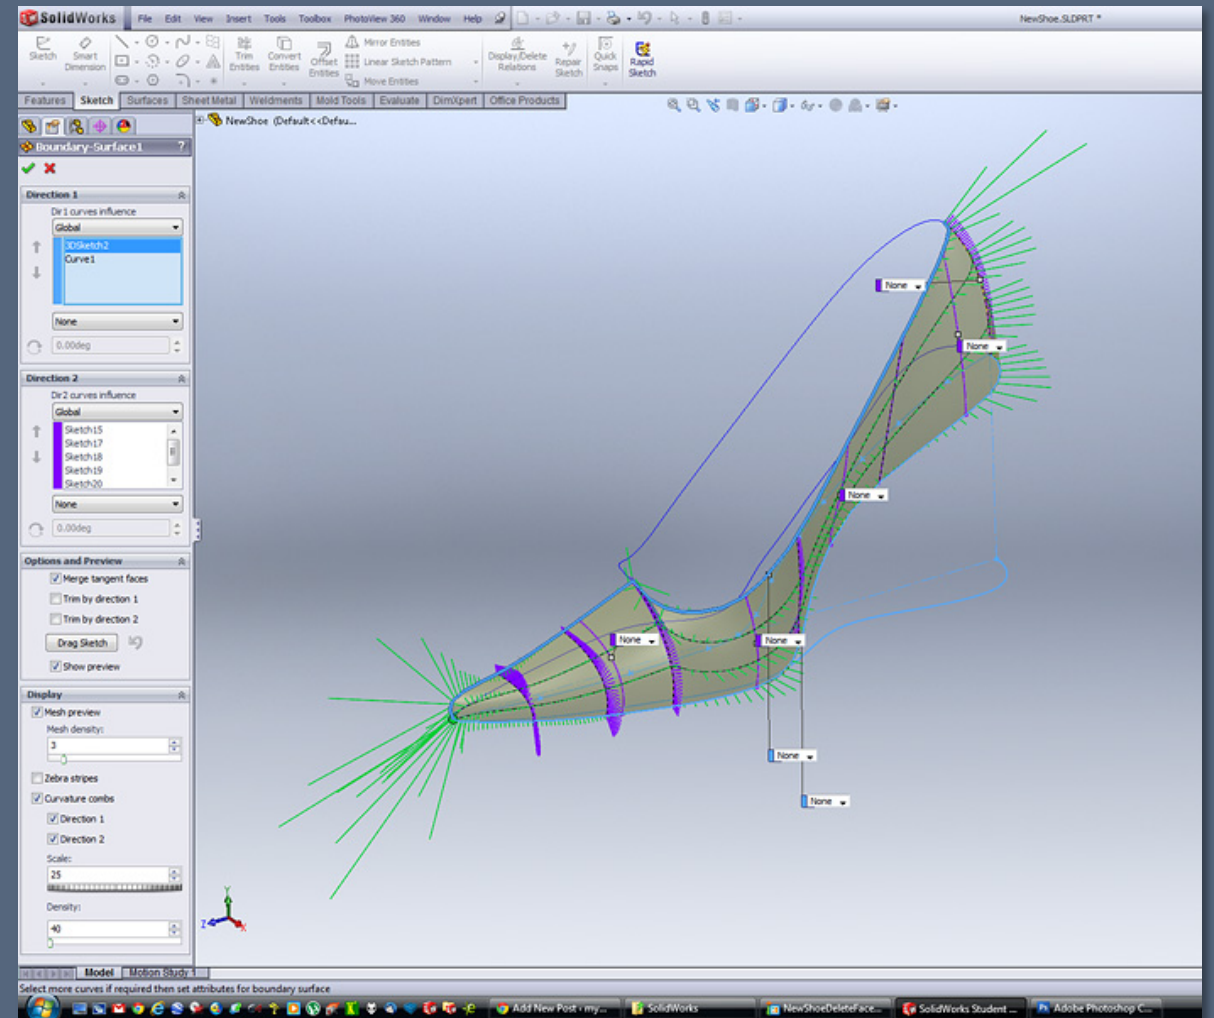 SolidWorks File Edit View Insert Tools Toolbox PhotoView 360 Window Help NewShoe.SLDPRT *
Sketch Smart Dimension Trim Entities Convert Entities Offset Entities Mirror Entities Linear Sketch Pattern Move Entities Display/Delete Relations Repair Sketch Quick Snaps Rapid Sketch
Features Sketch Surfaces Sheet Metal Weldments Mold Tools Evaluate DimXpert Office Products
NewShoe (Default<<Defau...
Boundary-Surface1 ?
Direction 1
Dir1 curves influence
Global
3DSketch2
Curve1
None
0.00deg
Direction 2
Dir2 curves influence
Global
Sketch15
Sketch17
Sketch18
Sketch19
Sketch20
None
0.00deg
Options and Preview
Merge tangent faces
Trim by direction 1
Trim by direction 2
Drag Sketch
Show preview
Display
Mesh preview
Mesh density:
3
Zebra stripes
Curvature combs
Direction 1
Direction 2
Scale:
25
Density:
40
None
None
None
None
None
None
None
Y
Z
X
Model Motion Study 1
Select more curves if required then set attributes for boundary surface
Add New Post ‹ my... SolidWorks NewShoeDeleteFace... SolidWorks Student ... Adobe Photoshop C...